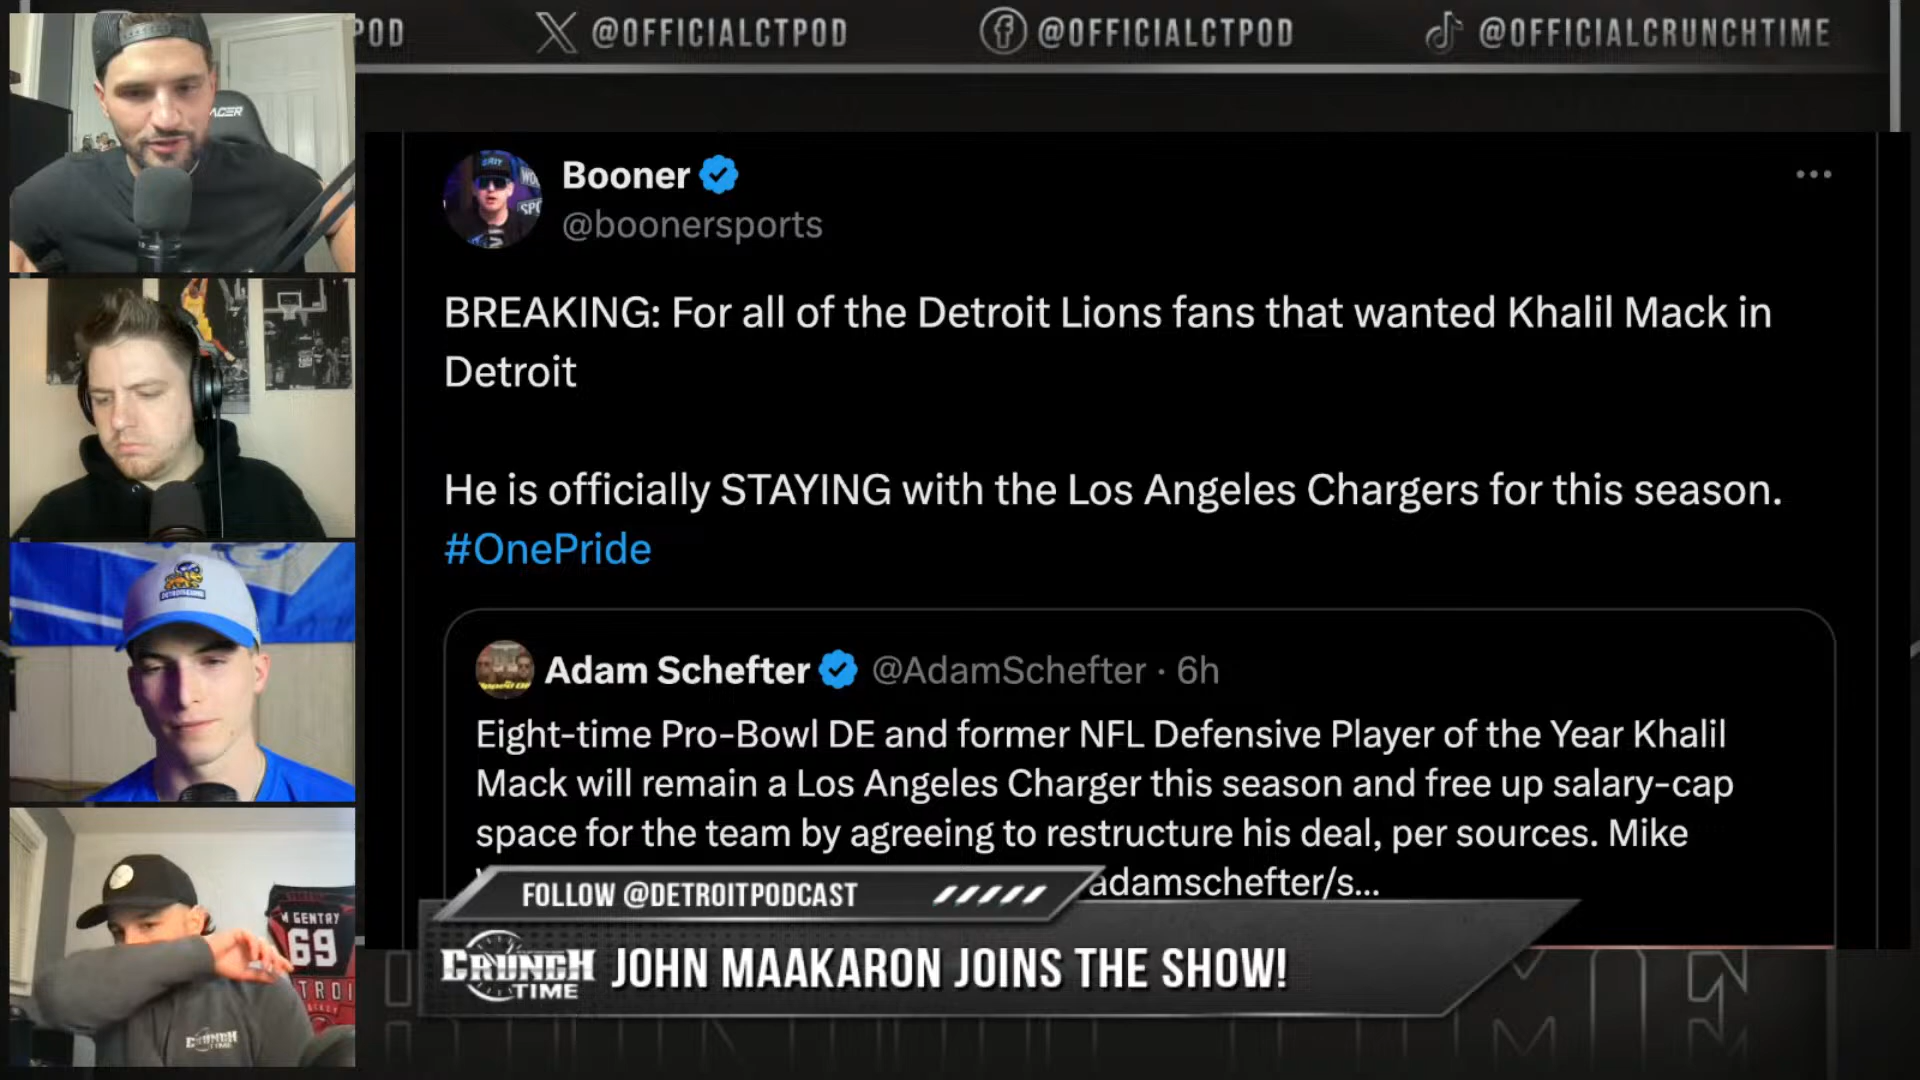 POD
@OFFICIALCTPOD
@OFFICIALCTPOD
@OFFICIALCRUNCHTIME
Booner
@boonersports
BREAKING: For all of the Detroit Lions fans that wanted Khalil Mack in
Detroit
He is officially STAYING with the Los Angeles Chargers for this season.
#OnePride
Adam Schefter @AdamSchefter · 6h
Eight-time Pro-Bowl DE and former NFL Defensive Player of the Year Khalil
Mack will remain a Los Angeles Charger this season and free up salary-cap
space for the team by agreeing to restructure his deal, per sources. Mike
adamschefter/s...
FOLLOW @DETROITPODCAST
CRUNCH
TIME
JOHN MAAKARON JOINS THE SHOW!
GRIT
M GENTRY
69
CRUNCH
TIME